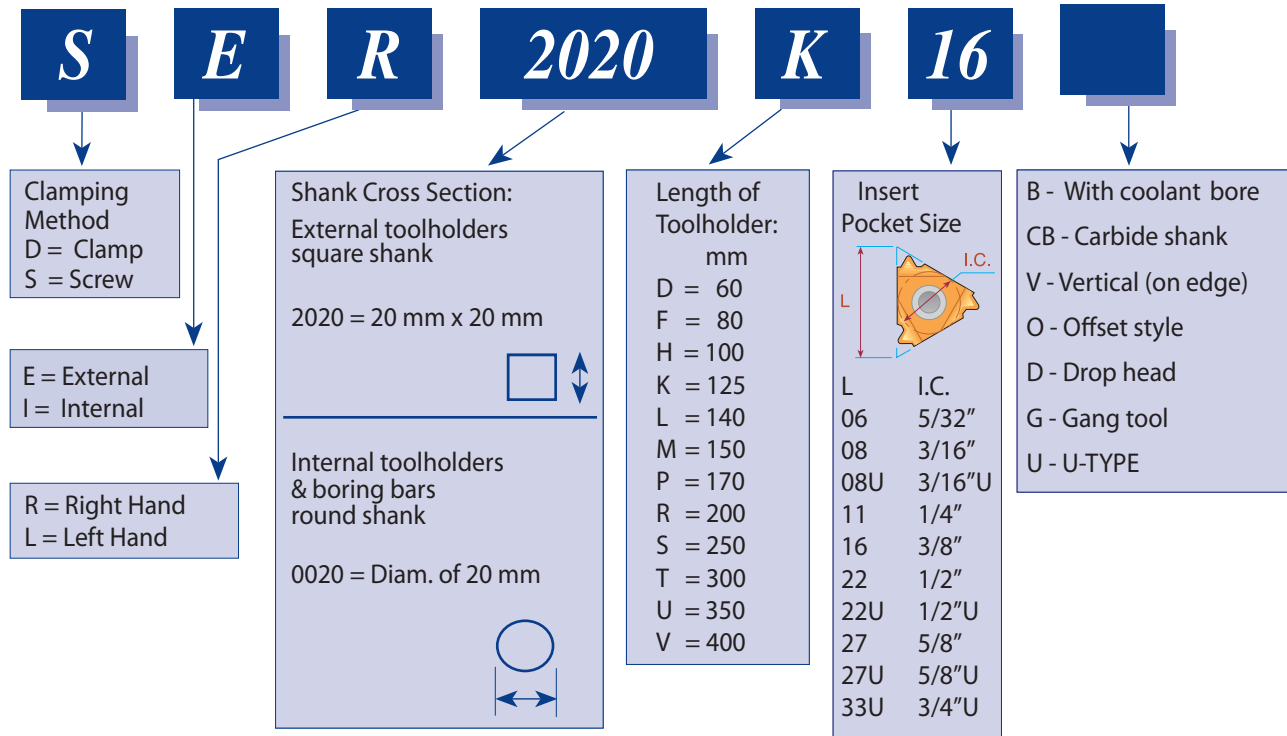 S E R 2020 K 16
Clamping
Method
D = Clamp
S = Screw
E = External
I = Internal
R = Right Hand
L = Left Hand
Shank Cross Section:
External toolholders
square shank
2020 = 20 mm x 20 mm
Internal toolholders
& boring bars
round shank
0020 = Diam. of 20 mm
Length of
Toolholder:
mm
D = 60
F = 80
H = 100
K = 125
L = 140
M = 150
P = 170
R = 200
S = 250
T = 300
U = 350
V = 400
Insert
Pocket Size
I.C.
L
L I.C.
06 5/32"
08 3/16"
08U 3/16"U
11 1/4"
16 3/8"
22 1/2"
22U 1/2"U
27 5/8"
27U 5/8"U
33U 3/4"U
B - With coolant bore
CB - Carbide shank
V - Vertical (on edge)
O - Offset style
D - Drop head
G - Gang tool
U - U-TYPE